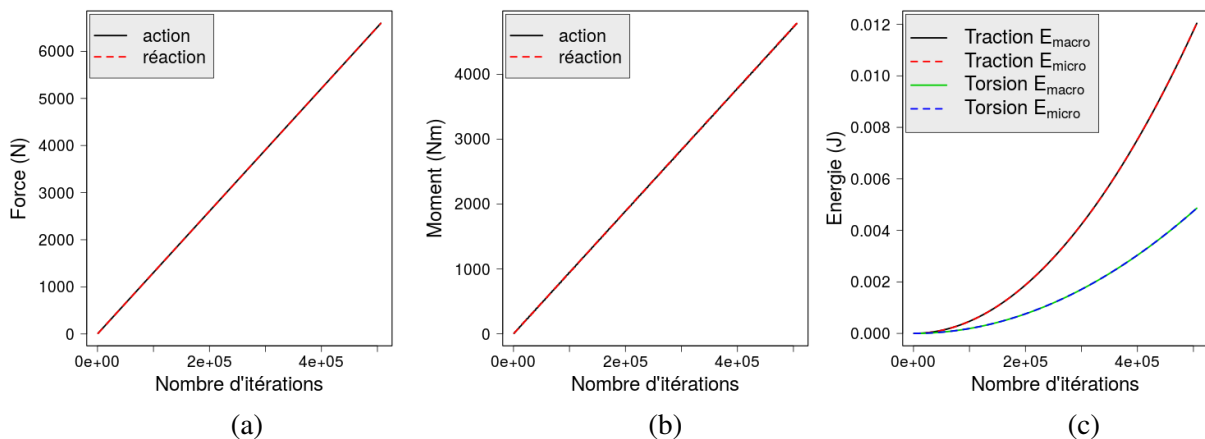 action
réaction
Force (N)
0
1000
2000
3000
4000
5000
6000
0e+00 2e+05 4e+05
Nombre d'itérations
(a)
action
réaction
Moment (Nm)
0
1000
2000
3000
4000
0e+00 2e+05 4e+05
Nombre d'itérations
(b)
Traction Emacro
Traction Emicro
Torsion Emacro
Torsion Emicro
Energie (J)
0.000
0.002
0.004
0.006
0.008
0.010
0.012
0e+00 2e+05 4e+05
Nombre d'itérations
(c)